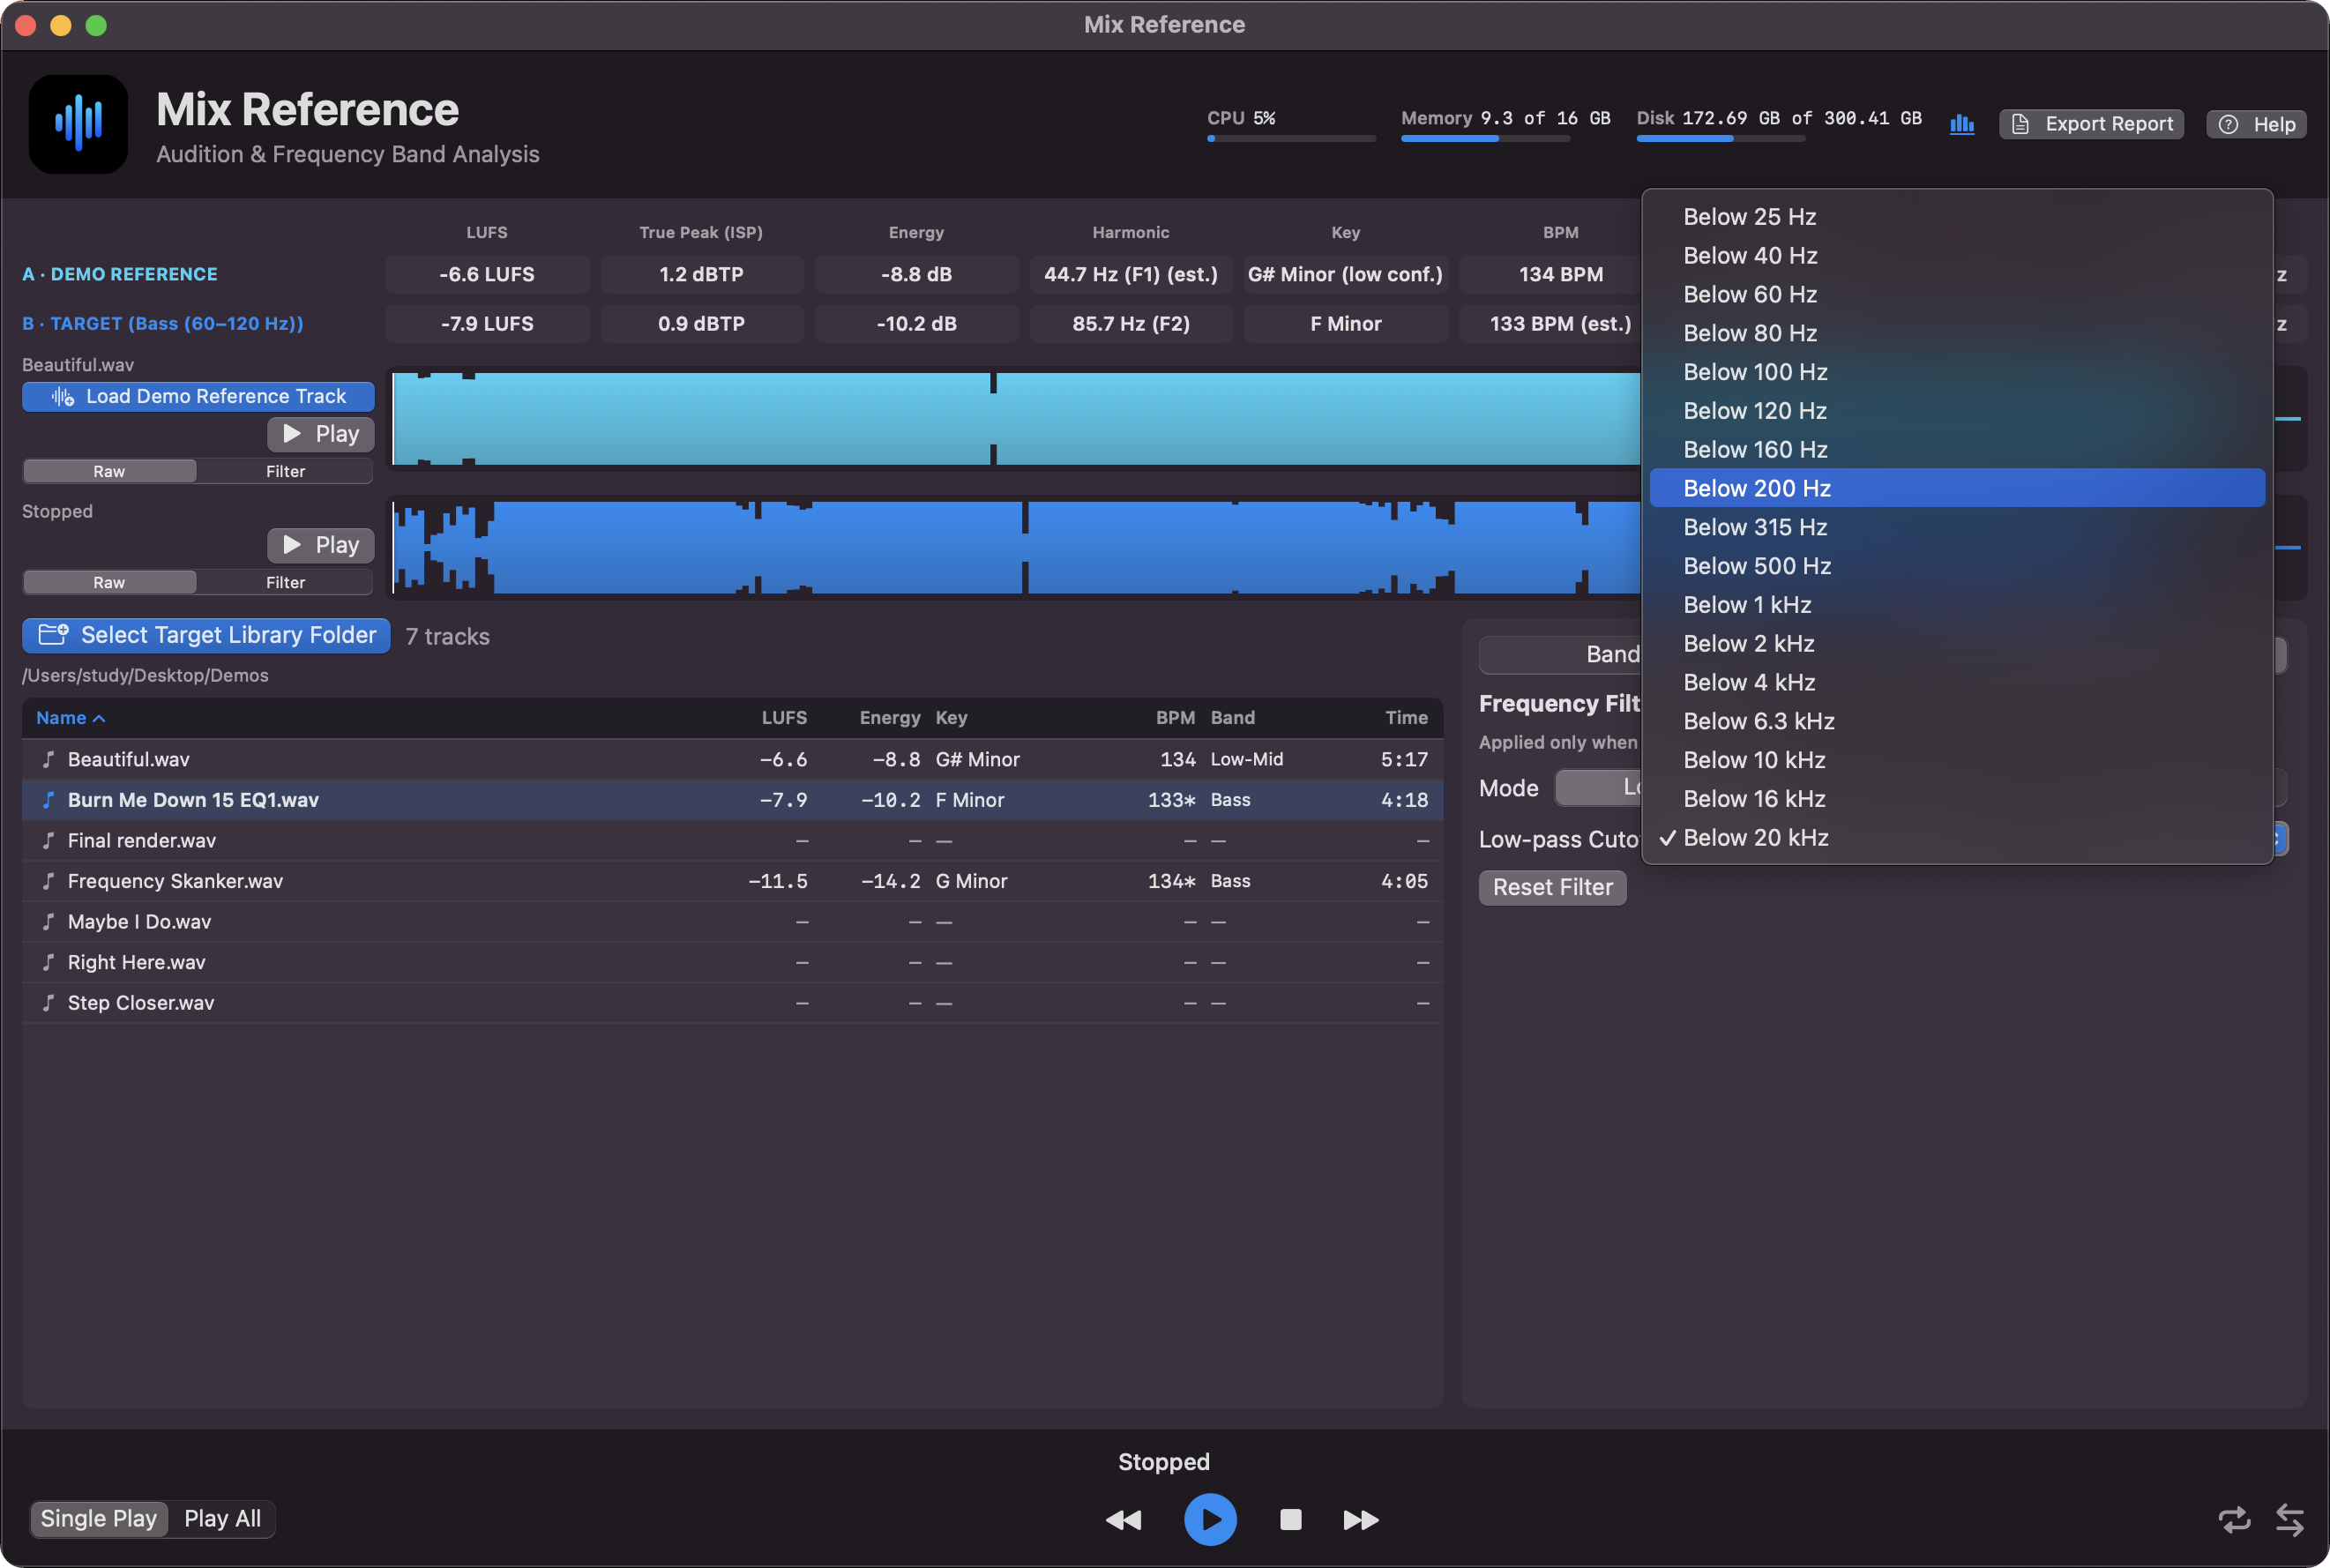 Mix Reference
Mix Reference
Audition & Frequency Band Analysis
CPU 5%
Memory 9.3 of 16 GB
Disk 172.69 GB of 300.41 GB
Export Report
Help
LUFS True Peak (ISP) Energy Harmonic Key BPM
A · DEMO REFERENCE -6.6 LUFS 1.2 dBTP -8.8 dB 44.7 Hz (F1) (est.) G# Minor (low conf.) 134 BPM z
B · TARGET (Bass (60–120 Hz)) -7.9 LUFS 0.9 dBTP -10.2 dB 85.7 Hz (F2) F Minor 133 BPM (est.) z
Beautiful.wav
Load Demo Reference Track
Play
Raw Filter
Stopped
Play
Raw Filter
Select Target Library Folder 7 tracks
/Users/study/Desktop/Demos
Name LUFS Energy Key BPM Band Time
Beautiful.wav −6.6 −8.8 G# Minor 134 Low-Mid 5:17
Burn Me Down 15 EQ1.wav −7.9 −10.2 F Minor 133* Bass 4:18
Final render.wav — — — — — —
Frequency Skanker.wav −11.5 −14.2 G Minor 134* Bass 4:05
Maybe I Do.wav — — — — — —
Right Here.wav — — — — — —
Step Closer.wav — — — — — —
Band
Frequency Filt
Applied only when
Mode Lo
Low-pass Cuto
Reset Filter
Below 25 Hz
Below 40 Hz
Below 60 Hz
Below 80 Hz
Below 100 Hz
Below 120 Hz
Below 160 Hz
Below 200 Hz
Below 315 Hz
Below 500 Hz
Below 1 kHz
Below 2 kHz
Below 4 kHz
Below 6.3 kHz
Below 10 kHz
Below 16 kHz
✓ Below 20 kHz
Stopped
Single Play Play All